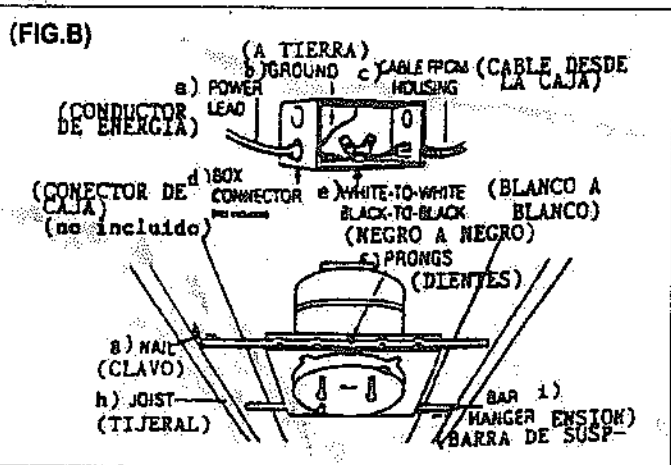 (FIG.B)
(A TIERRA)
b) GROUND
a) POWER
LEAD
(CONDUCTOR
DE ENERGIA)
c) CABLE FROM
HOUSING
(CABLE DESDE
LA CAJA)
d) BOX
CONNECTOR
(CONECTOR DE
CAJA)
(no incluido)
e) WHITE-TO-WHITE
BLACK-TO-BLACK
(BLANCO A
BLANCO)
(NEGRO A NEGRO)
f) PRONGS
(DIENTES)
g) NAIL
(CLAVO)
h) JOIST
(TIJERAL)
BAR i)
HANGER ENSION)
(BARRA DE SUSP-